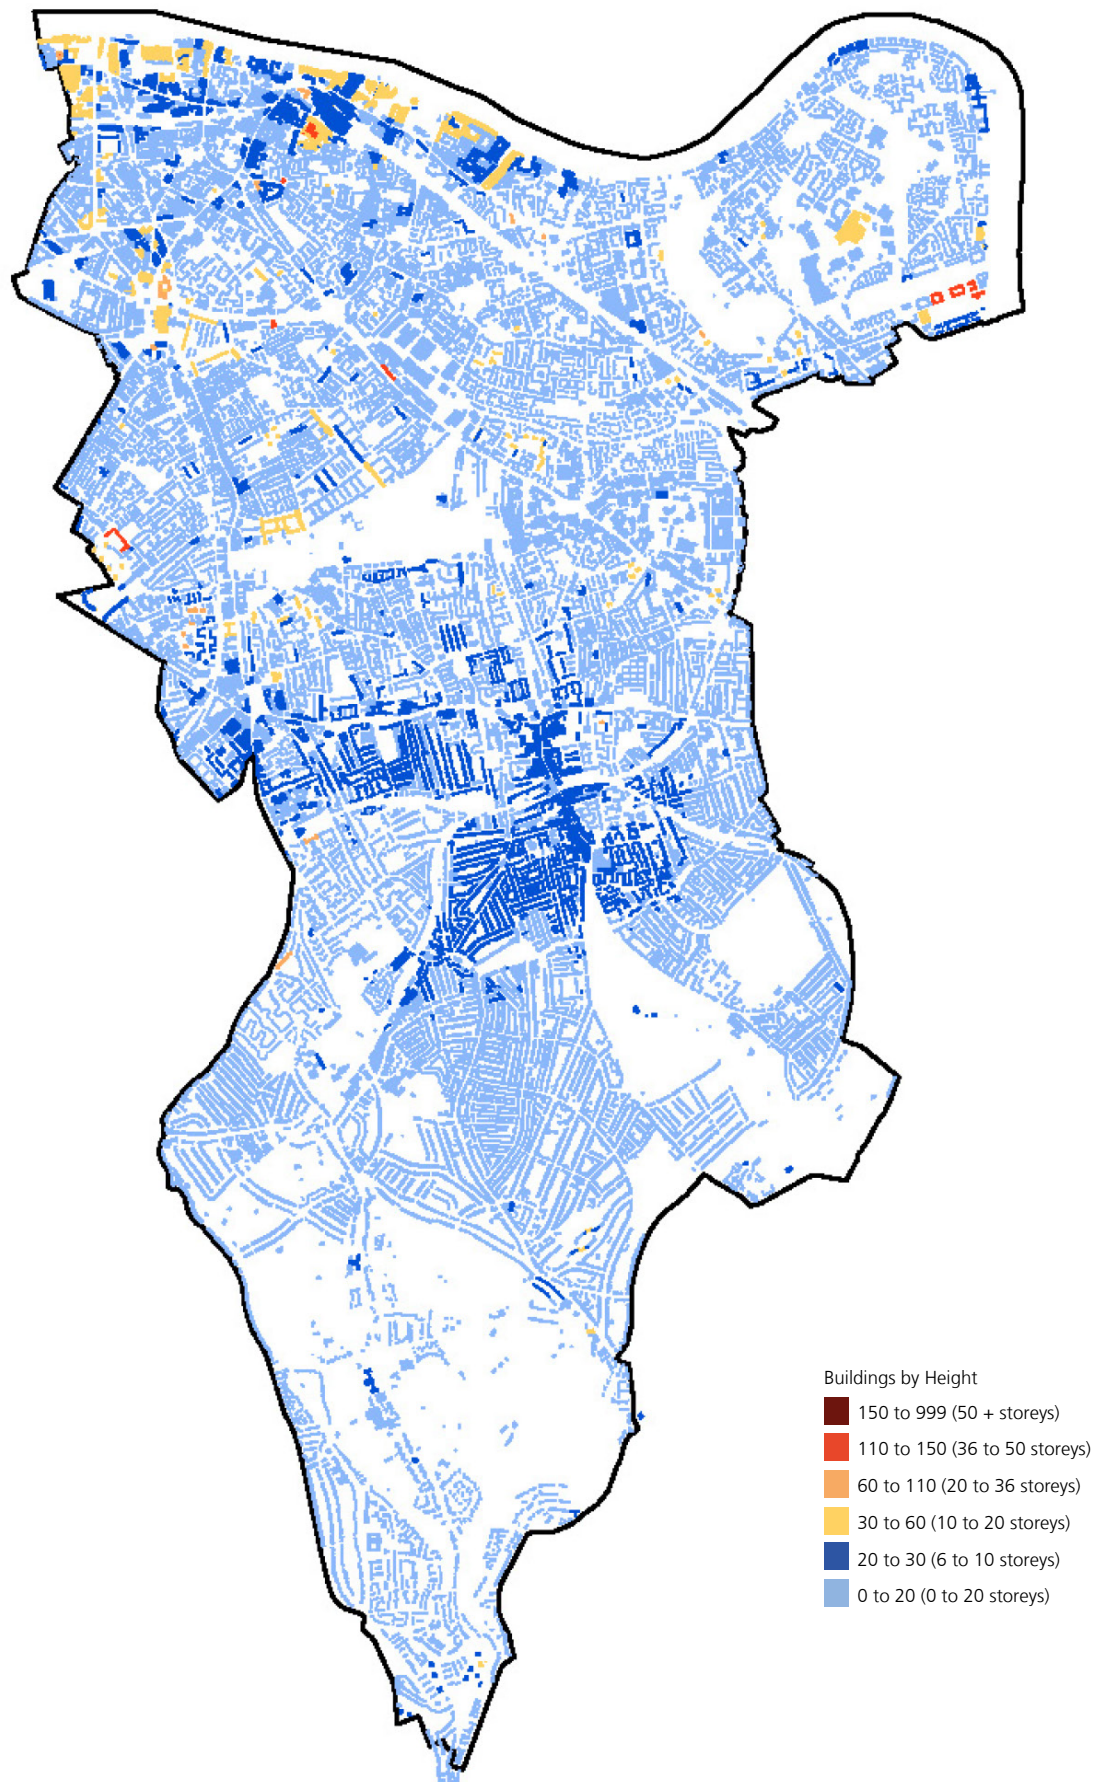 Buildings by Height
150 to 999 (50 + storeys)
110 to 150 (36 to 50 storeys)
60 to 110 (20 to 36 storeys)
30 to 60 (10 to 20 storeys)
20 to 30 (6 to 10 storeys)
0 to 20 (0 to 20 storeys)